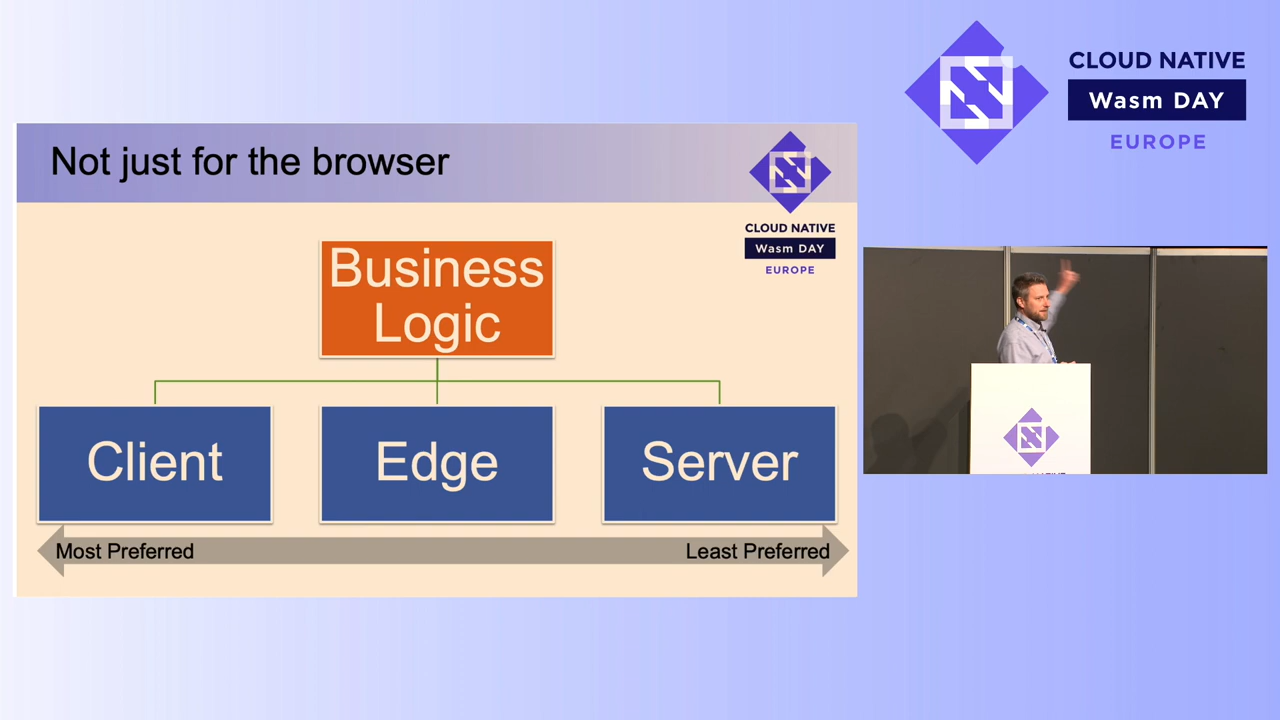 CLOUD NATIVE
Wasm DAY
EUROPE
Not just for the browser
CLOUD NATIVE
Wasm DAY
EUROPE
Business
Logic
Client
Edge
Server
Most Preferred
Least Preferred